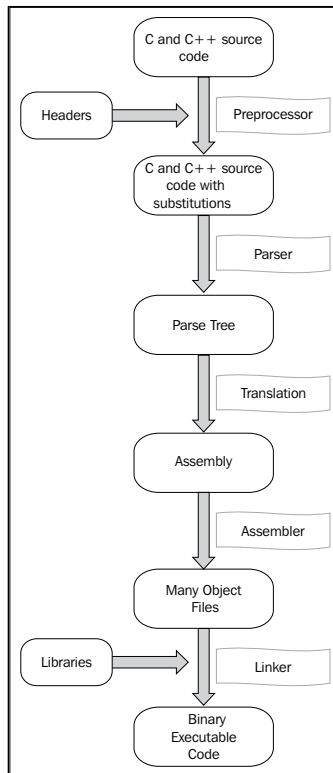 C and C++ source
code
Headers
Preprocessor
C and C++ source
code with
substitutions
Parser
Parse Tree
Translation
Assembly
Assembler
Many Object
Files
Libraries
Linker
Binary
Executable
Code